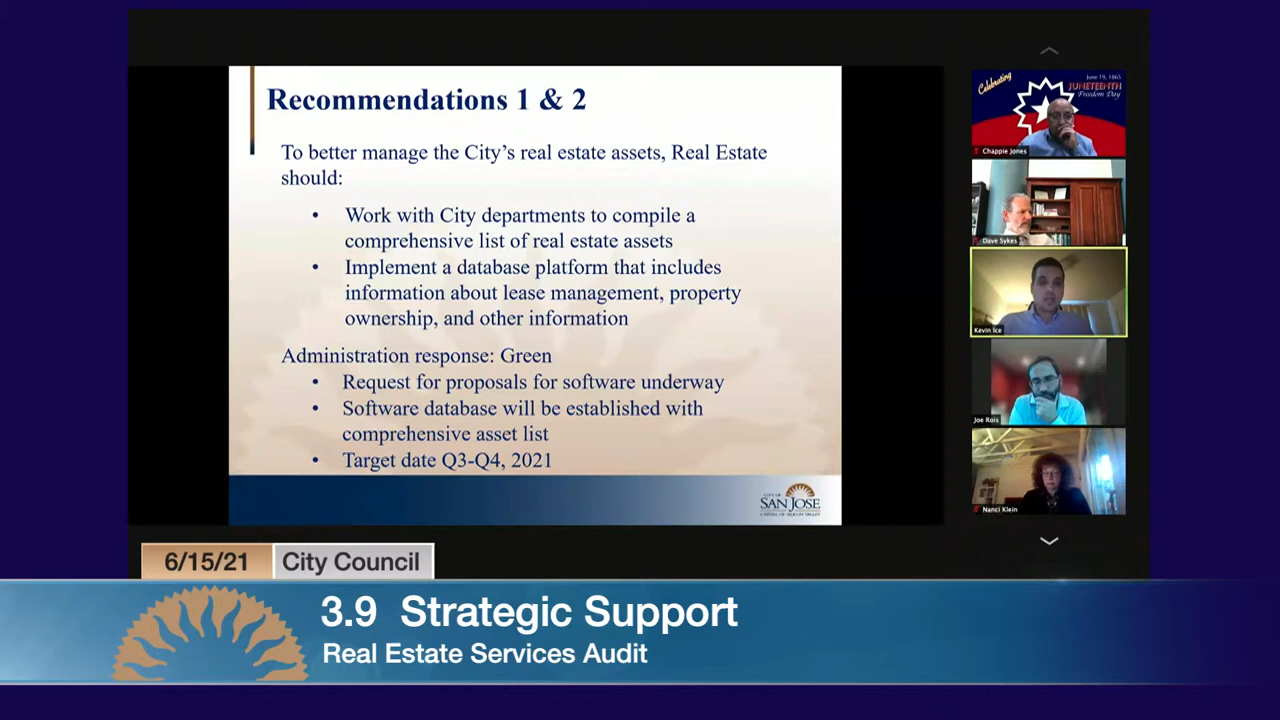 Recommendations 1 & 2
To better manage the City's real estate assets, Real Estate
should:
• Work with City departments to compile a
comprehensive list of real estate assets
• Implement a database platform that includes
information about lease management, property
ownership, and other information
Administration response: Green
• Request for proposals for software underway
• Software database will be established with
comprehensive asset list
• Target date Q3-Q4, 2021
CITY OF
SAN JOSE
CAPITAL OF SILICON VALLEY
Celebrating
June 19, 1865
JUNETEENTH
Freedom Day
Chappie Jones
Dave Sykes
Kevin Ice
Joe Rois
Nanci Klein
6/15/21 City Council
3.9 Strategic Support
Real Estate Services Audit